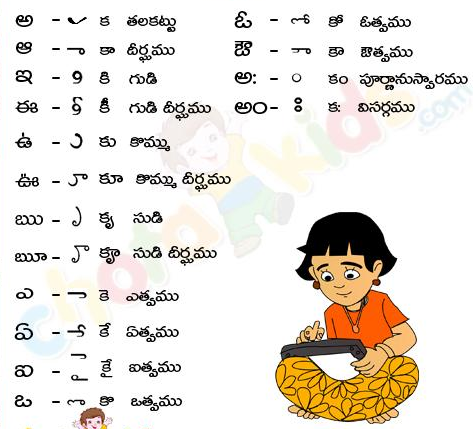 అ - ✓ క తలకట్టు
ఆ - ా కా దీర్ఘము
ఇ - ి కి గుడి
ఈ - ీ కీ గుడి దీర్ఘము
ఉ - ు కు కొమ్ము
ఊ - ూ కూ కొమ్ము దీర్ఘము
ఋ - ృ కృ సుడి
ౠ - ౄ కౄ సుడి దీర్ఘము
ఎ - ె కె ఎత్వము
ఏ - ే కే ఏత్వము
ఐ - ై కై ఐత్వము
ఒ - ొ కొ ఒత్వము
ఓ - ో కో ఓత్వము
ఔ - ౌ కౌ ఔత్వము
అ: - ం కం పూర్ణానుస్వారము
అం - ః క: విసర్గము
chotakids.com